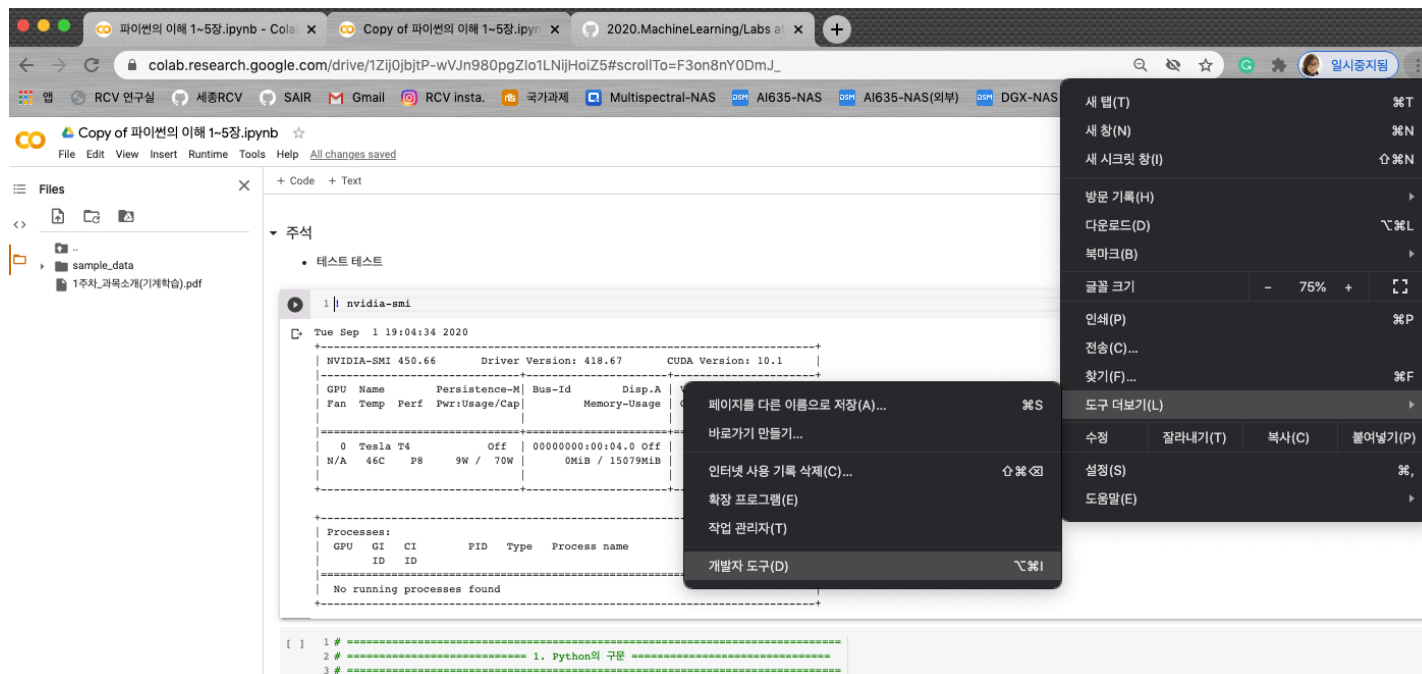 파이썬의 이해 1~5장.ipynb - Cola
Copy of 파이썬의 이해 1~5장.ipyn
2020.MachineLearning/Labs at
colab.research.google.com/drive/1Zij0jbjtP-wVJn980pgZIo1LNijHoiZ5#scrollTo=F3on8nY0DmJ_
일시중지됨
앱 RCV 연구실 세종RCV SAIR Gmail RCV insta. 국가과제 Multispectral-NAS AI635-NAS AI635-NAS(외부) DGX-NAS
Copy of 파이썬의 이해 1~5장.ipynb
File Edit View Insert Runtime Tools Help All changes saved
Files
..
sample_data
1주차_과목소개(기계학습).pdf
+ Code + Text
주석
테스트 테스트
1 ! nvidia-smi
Tue Sep 1 19:04:34 2020
NVIDIA-SMI 450.66 Driver Version: 418.67 CUDA Version: 10.1
GPU Name Persistence-M| Bus-Id Disp.A
Fan Temp Perf Pwr:Usage/Cap| Memory-Usage
0 Tesla T4 Off | 00000000:00:04.0 Off
N/A 46C P8 9W / 70W | 0MiB / 15079MiB
Processes:
GPU GI CI PID Type Process name
ID ID
No running processes found
[ ] 1 # =============================================================================
2 # ============================ 1. Python의 구문 ===============================
3 # =============================================================================
새 탭(T) ⌘T
새 창(N) ⌘N
새 시크릿 창(I) ⇧⌘N
방문 기록(H)
다운로드(D) ⌥⌘L
북마크(B)
글꼴 크기 - 75% +
인쇄(P) ⌘P
전송(C)...
찾기(F)... ⌘F
도구 더보기(L)
수정 잘라내기(T) 복사(C) 붙여넣기(P)
설정(S) ⌘,
도움말(E)
페이지를 다른 이름으로 저장(A)... ⌘S
바로가기 만들기...
인터넷 사용 기록 삭제(C)... ⇧⌘⌫
확장 프로그램(E)
작업 관리자(T)
개발자 도구(D) ⌥⌘I